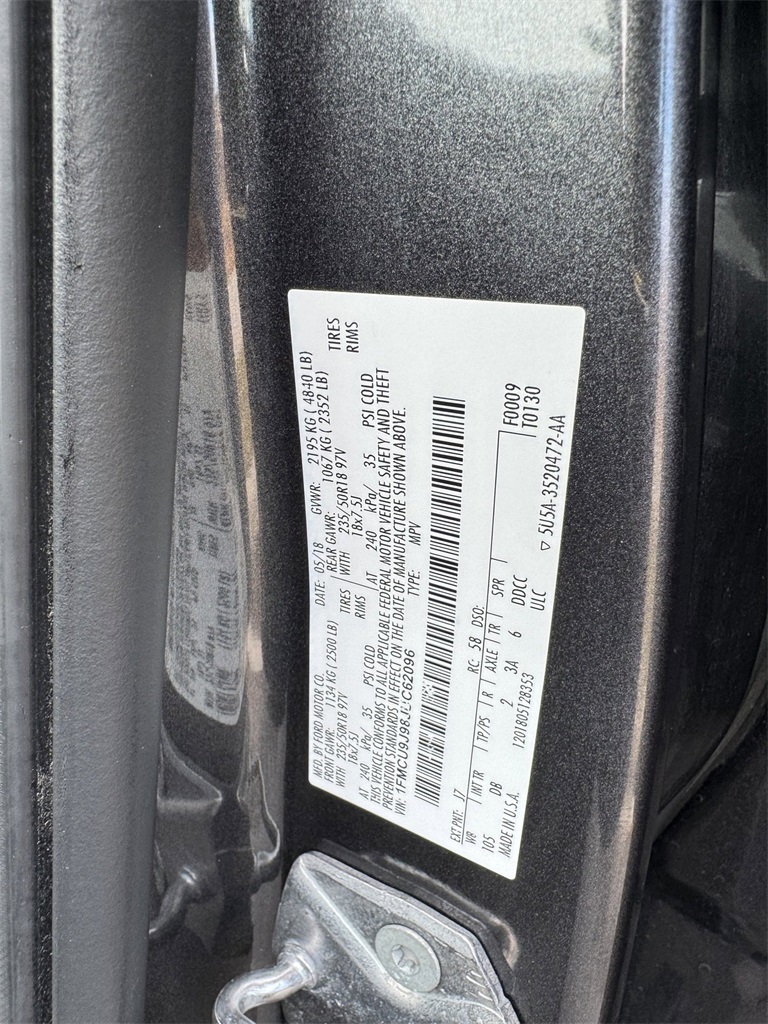 MFD. BY FORD MOTOR CO. DATE: 05/18 GVWR: 2195 KG ( 4840 LB)
FRONT GAWR: 1134 KG ( 2500 LB) REAR GAWR: 1067 KG ( 2352 LB)
WITH 235/50R18 97V TIRES WITH 235/50R18 97V TIRES
18x7.5J RIMS 18x7.5J RIMS
AT 240 kPa/ 35 PSI COLD AT 240 kPa/ 35 PSI COLD
THIS VEHICLE CONFORMS TO ALL APPLICABLE FEDERAL MOTOR VEHICLE SAFETY AND THEFT
PREVENTION STANDARDS IN EFFECT ON THE DATE OF MANUFACTURE SHOWN ABOVE.
VIN: TYPE: MPV
EXT PNT: J7 RC: 58 DSO: F0009
WB INT TR TP/PS R AXLE TR SPR T0130
105 DB 2 3A 6 DDCC
MADE IN U.S.A. 1201805128353 ULC ▽ 5U5A-3520472-AA